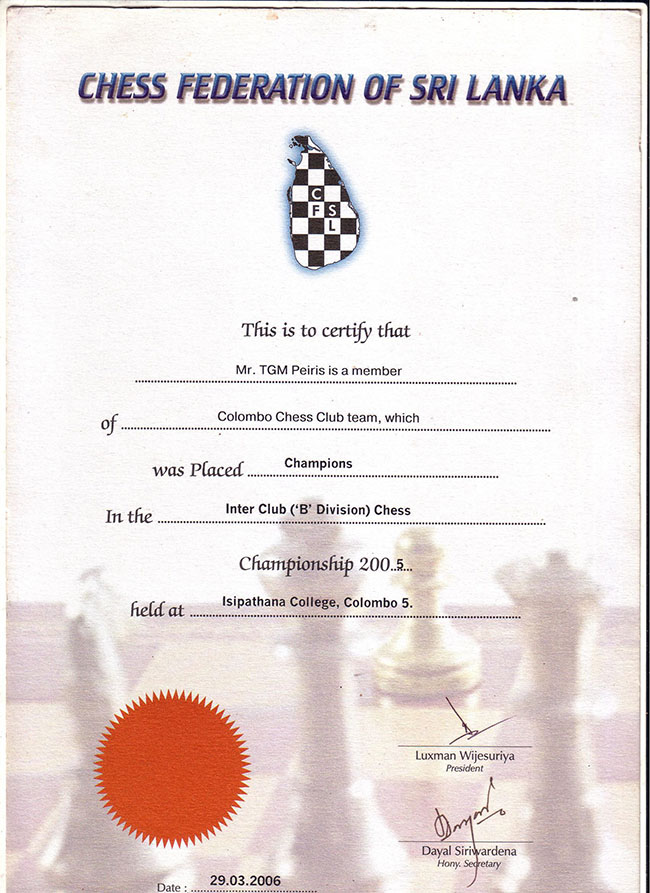 CHESS FEDERATION OF SRI LANKA
C
F S
L
This is to certify that
Mr. TGM Peiris is a member
of Colombo Chess Club team, which
was Placed Champions
In the Inter Club ('B' Division) Chess
Championship 200..5...
held at Isipathana College, Colombo 5.
Luxman Wijesuriya
President
Dayal Siriwardena
Hony. Secretary
Date : 29.03.2006